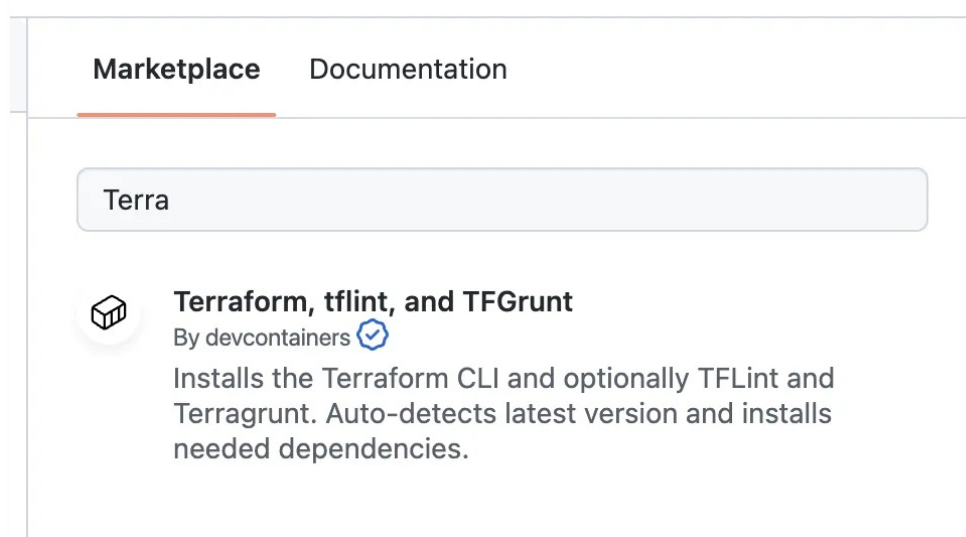 Marketplace Documentation
Terra
Terraform, tflint, and TFGrunt
By devcontainers
Installs the Terraform CLI and optionally TFLint and
Terragrunt. Auto-detects latest version and installs
needed dependencies.